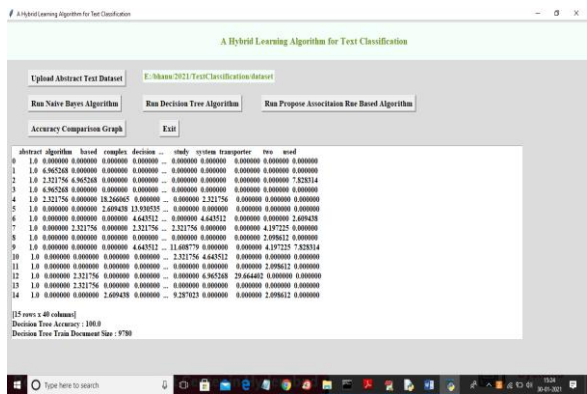 A Hybrid Learning Algorithm for Text Classification
A Hybrid Learning Algorithm for Text Classification
Upload Abstract Text Dataset E:/bhanu/2021/TextClassification/dataset
Run Naive Bayes Algorithm Run Decision Tree Algorithm Run Propose Associtaion Rue Based Algorithm
Accuracy Comparison Graph Exit
abstract algorithm based complex decision ... study system transporter two used
0 1.0 0.000000 0.000000 0.000000 0.000000 ... 0.000000 0.000000 0.000000 0.000000 0.000000
1 1.0 6.965268 0.000000 0.000000 0.000000 ... 0.000000 0.000000 0.000000 0.000000 0.000000
2 1.0 2.321756 6.965268 0.000000 0.000000 ... 0.000000 0.000000 0.000000 0.000000 7.828314
3 1.0 6.965268 0.000000 0.000000 0.000000 ... 0.000000 0.000000 0.000000 0.000000 0.000000
4 1.0 2.321756 0.000000 18.266065 0.000000 ... 0.000000 2.321756 0.000000 0.000000 0.000000
5 1.0 0.000000 0.000000 2.609438 13.930535 ... 0.000000 0.000000 0.000000 0.000000 0.000000
6 1.0 0.000000 0.000000 0.000000 4.643512 ... 0.000000 4.643512 0.000000 0.000000 2.609438
7 1.0 0.000000 2.321756 0.000000 2.321756 ... 2.321756 0.000000 0.000000 4.197225 0.000000
8 1.0 0.000000 0.000000 0.000000 0.000000 ... 0.000000 0.000000 0.000000 2.098612 0.000000
9 1.0 0.000000 0.000000 0.000000 4.643512 ... 11.608779 0.000000 0.000000 4.197225 7.828314
10 1.0 0.000000 0.000000 0.000000 0.000000 ... 2.321756 4.643512 0.000000 0.000000 0.000000
11 1.0 0.000000 0.000000 0.000000 0.000000 ... 0.000000 0.000000 0.000000 2.098612 0.000000
12 1.0 0.000000 2.321756 0.000000 0.000000 ... 0.000000 6.965268 29.664402 0.000000 0.000000
13 1.0 0.000000 2.321756 0.000000 0.000000 ... 0.000000 0.000000 0.000000 0.000000 0.000000
14 1.0 0.000000 0.000000 2.609438 0.000000 ... 9.287023 0.000000 0.000000 2.098612 0.000000
[15 rows x 40 columns]
Decision Tree Accuracy : 100.0
Decision Tree Train Document Size : 9780
Type here to search
15:24
30-01-2021